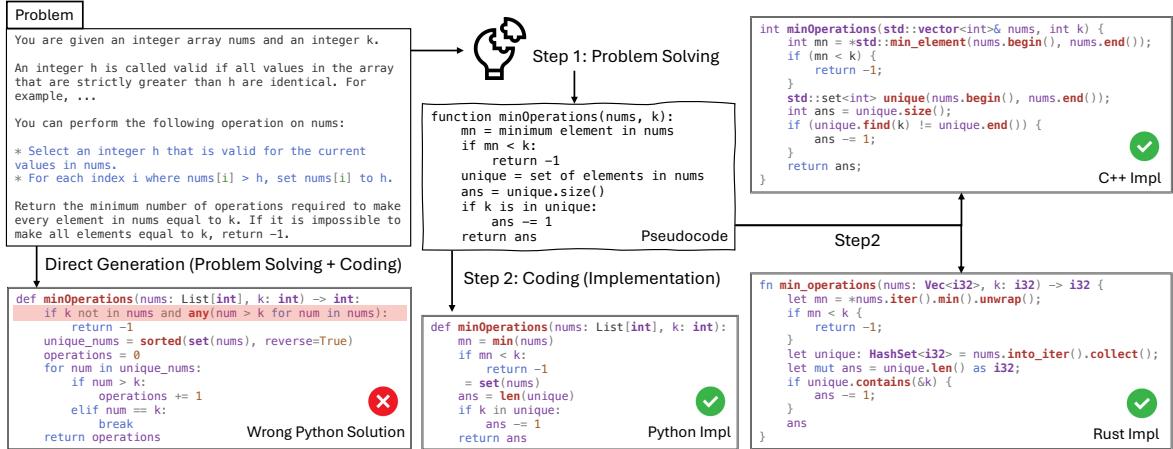 Problem
You are given an integer array nums and an integer k.
An integer h is called valid if all values in the array
that are strictly greater than h are identical. For
example, ...
You can perform the following operation on nums:
* Select an integer h that is valid for the current
values in nums.
* For each index i where nums[i] > h, set nums[i] to h.
Return the minimum number of operations required to make
every element in nums equal to k. If it is impossible to
make all elements equal to k, return -1.
Direct Generation (Problem Solving + Coding)
def minOperations(nums: List[int], k: int) -> int:
    if k not in nums and any(num > k for num in nums):
        return -1
    unique_nums = sorted(set(nums), reverse=True)
    operations = 0
    for num in unique_nums:
        if num > k:
            operations += 1
        elif num == k:
            break
    return operations
Wrong Python Solution
Step 1: Problem Solving
function minOperations(nums, k):
    mn = minimum element in nums
    if mn < k:
        return -1
    unique = set of elements in nums
    ans = unique.size()
    if k is in unique:
        ans -= 1
    return ans
Pseudocode
Step 2: Coding (Implementation)
def minOperations(nums: List[int], k: int):
    mn = min(nums)
    if mn < k:
        return -1
     = set(nums)
    ans = len(unique)
    if k in unique:
        ans -= 1
    return ans
Python Impl
Step2
int minOperations(std::vector<int>& nums, int k) {
    int mn = *std::min_element(nums.begin(), nums.end());
    if (mn < k) {
        return -1;
    }
    std::set<int> unique(nums.begin(), nums.end());
    int ans = unique.size();
    if (unique.find(k) != unique.end()) {
        ans -= 1;
    }
    return ans;
}
C++ Impl
fn min_operations(nums: Vec<i32>, k: i32) -> i32 {
    let mn = *nums.iter().min().unwrap();
    if mn < k {
        return -1;
    }
    let unique: HashSet<i32> = nums.into_iter().collect();
    let mut ans = unique.len() as i32;
    if unique.contains(&k) {
        ans -= 1;
    }
    ans
}
Rust Impl